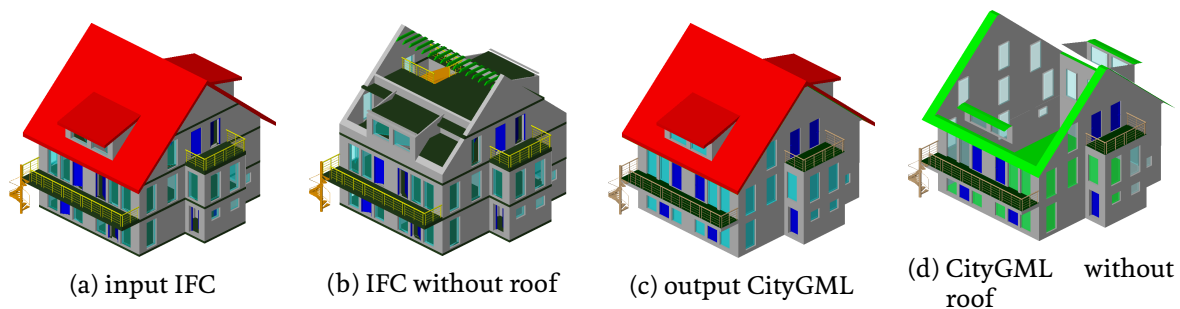 (a) input IFC
(b) IFC without roof
(c) output CityGML
(d) CityGML without
roof